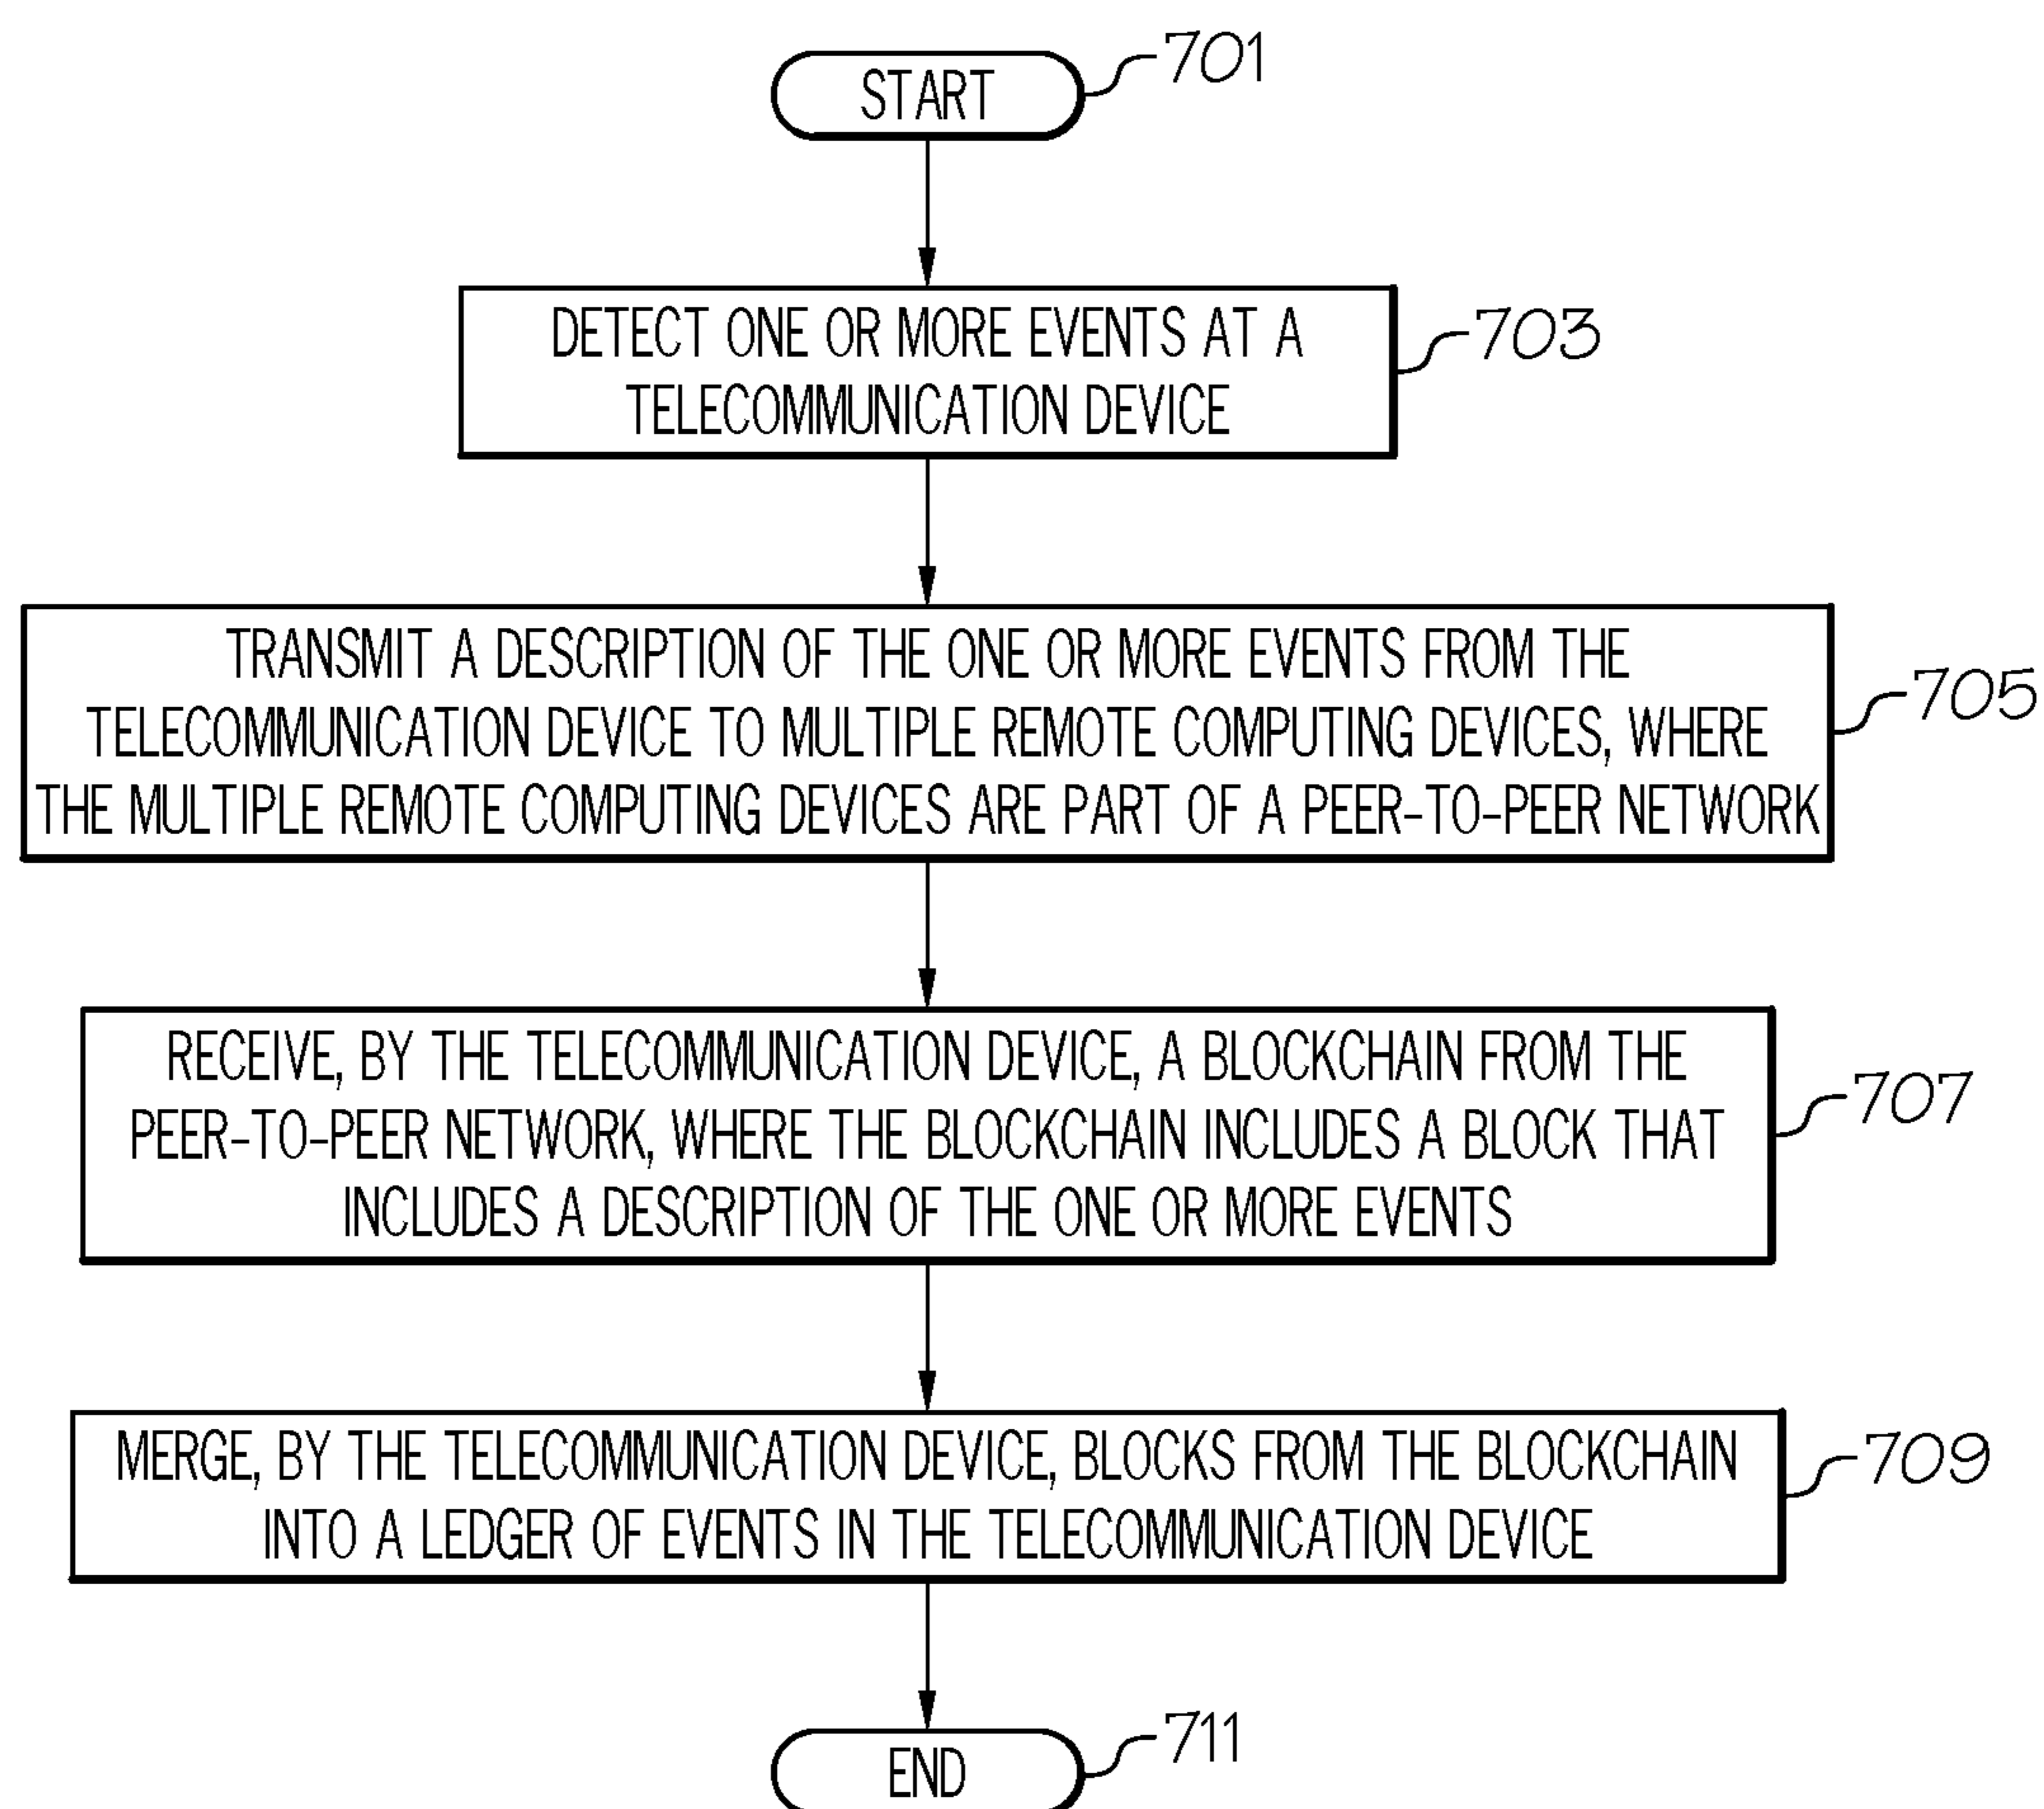 START
701
DETECT ONE OR MORE EVENTS AT A
TELECOMMUNICATION DEVICE
703
TRANSMIT A DESCRIPTION OF THE ONE OR MORE EVENTS FROM THE
TELECOMMUNICATION DEVICE TO MULTIPLE REMOTE COMPUTING DEVICES, WHERE
THE MULTIPLE REMOTE COMPUTING DEVICES ARE PART OF A PEER-TO-PEER NETWORK
705
RECEIVE, BY THE TELECOMMUNICATION DEVICE, A BLOCKCHAIN FROM THE
PEER-TO-PEER NETWORK, WHERE THE BLOCKCHAIN INCLUDES A BLOCK THAT
INCLUDES A DESCRIPTION OF THE ONE OR MORE EVENTS
707
MERGE, BY THE TELECOMMUNICATION DEVICE, BLOCKS FROM THE BLOCKCHAIN
INTO A LEDGER OF EVENTS IN THE TELECOMMUNICATION DEVICE
709
END
711